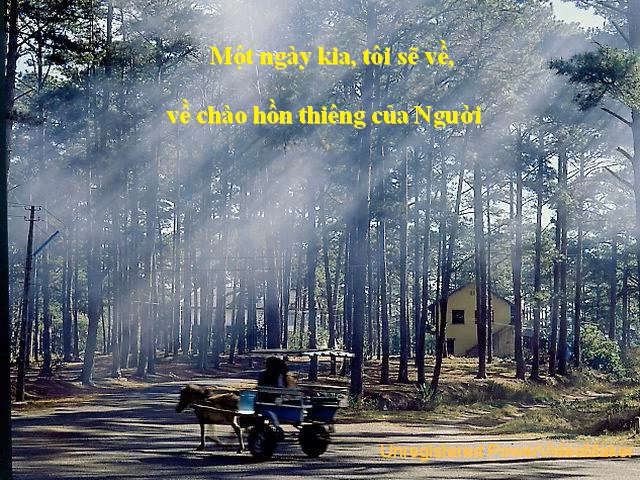 Một ngày kia, tôi sẽ về,
về chào hồn thiêng của Người
Unregistered PowerVideoMaker